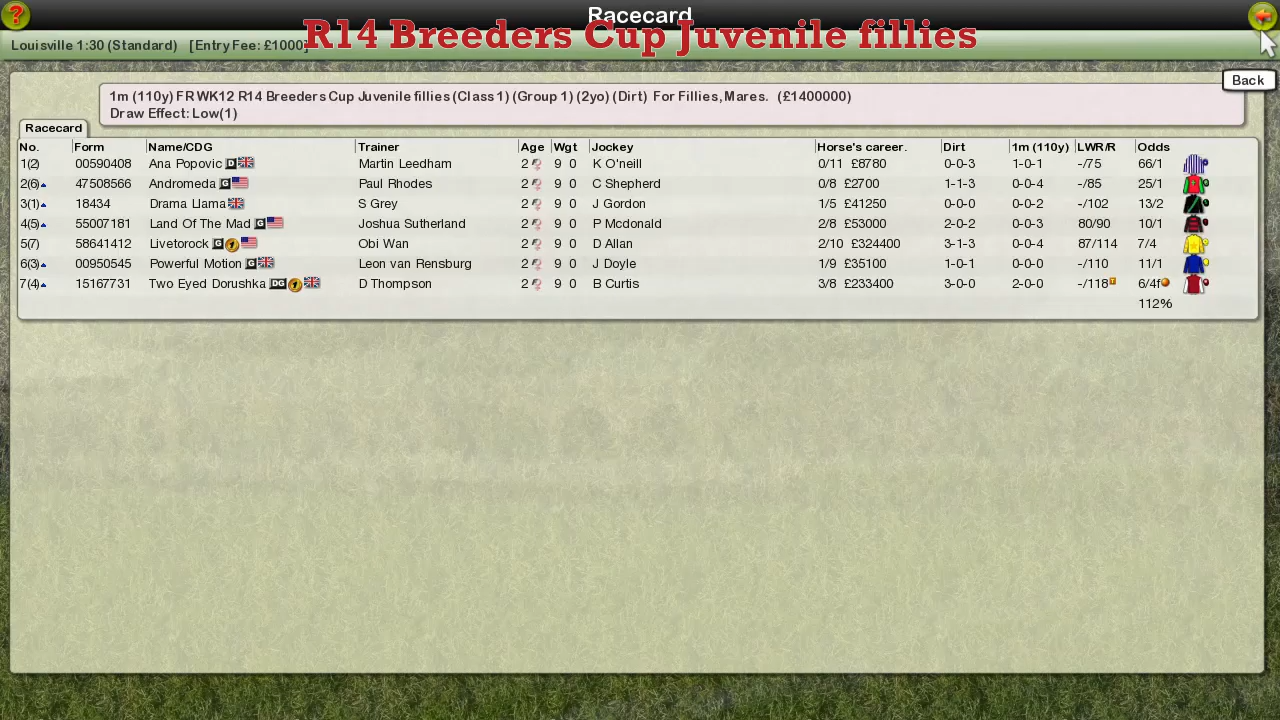 Racecard
R14 Breeders Cup Juvenile fillies
Louisville 1:30 (Standard) [Entry Fee: £1000]
Back
1m (110y) FR WK12 R14 Breeders Cup Juvenile fillies (Class 1) (Group 1) (2yo) (Dirt) For Fillies, Mares. (£1400000)
Draw Effect: Low(1)
Racecard
No. Form Name/CDG Trainer Age Wgt Jockey Horse's career. Dirt 1m (110y) LWR/R Odds
1(2) 00590408 Ana Popovic D Martin Leedham 2 9 0 K O'neill 0/11 £8780 0-0-3 1-0-1 -/75 66/1
2(6) 47508566 Andromeda G Paul Rhodes 2 9 0 C Shepherd 0/8 £2700 1-1-3 0-0-4 -/85 25/1
3(1) 18434 Drama Llama S Grey 2 9 0 J Gordon 1/5 £41250 0-0-0 0-0-2 -/102 13/2
4(5) 55007181 Land Of The Mad G Joshua Sutherland 2 9 0 P Mcdonald 2/8 £53000 2-0-2 0-0-3 80/90 10/1
5(7) 58641412 Livetorock G 1 Obi Wan 2 9 0 D Allan 2/10 £324400 3-1-3 0-0-4 87/114 7/4
6(3) 00950545 Powerful Motion G Leon van Rensburg 2 9 0 J Doyle 1/9 £35100 1-0-1 0-0-3 -/110 11/1
7(4) 15167731 Two Eyed Dorushka DG 1 D Thompson 2 9 0 B Curtis 3/8 £233400 3-0-0 2-0-0 -/118 T 6/4f
112%